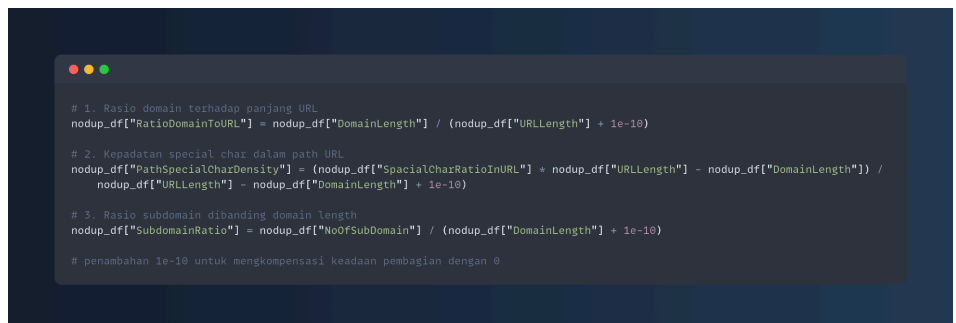 # 1. Rasio domain terhadap panjang URL
nodup_df["RatioDomainToURL"] = nodup_df["DomainLength"] / (nodup_df["URLLength"] + 1e-10)
# 2. Kepadatan special char dalam path URL
nodup_df["PathSpecialCharDensity"] = (nodup_df["SpacialCharRatioInURL"] * nodup_df["URLLength"] - nodup_df["DomainLength"]) /
nodup_df["URLLength"] - nodup_df["DomainLength"] + 1e-10)
# 3. Rasio subdomain dibanding domain length
nodup_df["SubdomainRatio"] = nodup_df["NoOfSubDomain"] / (nodup_df["DomainLength"] + 1e-10)
# penambahan 1e-10 untuk mengkompensasi keadaan pembagian dengan 0